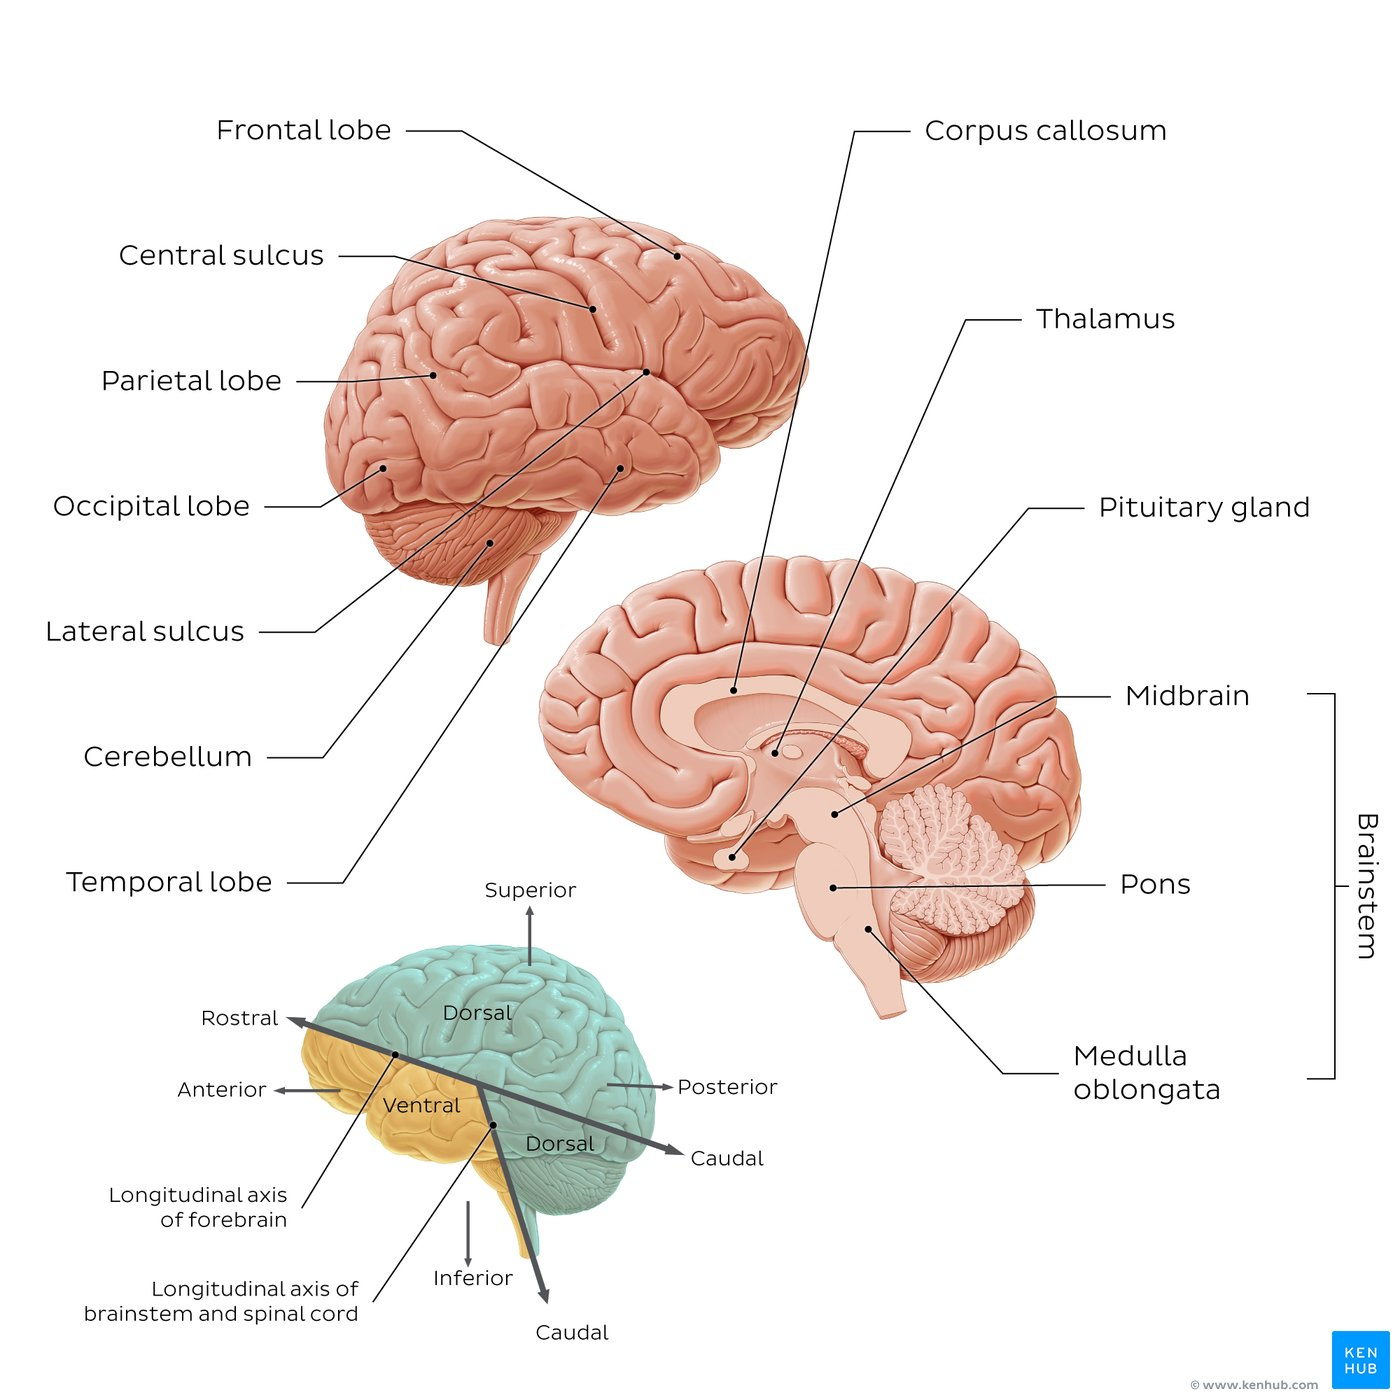 Frontal lobe
Central sulcus
Parietal lobe
Occipital lobe
Lateral sulcus
Cerebellum
Temporal lobe
Corpus callosum
Thalamus
Pituitary gland
Midbrain
Pons
Medulla
oblongata
Brainstem
Superior
Rostral
Dorsal
Anterior
Ventral
Posterior
Dorsal
Caudal
Longitudinal axis
of forebrain
Inferior
Longitudinal axis of
brainstem and spinal cord
Caudal
KEN
HUB
© www.kenhub.com